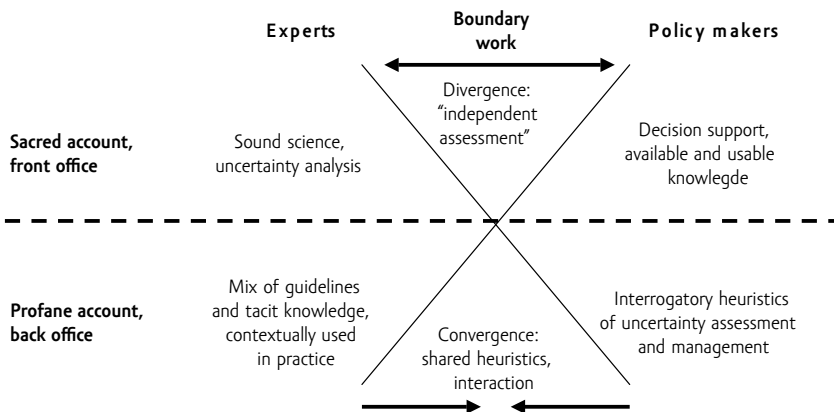 Experts
Boundary
work
Policy makers
Divergence:
“independent
assessment”
Sacred account,
front office
Sound science,
uncertainty analysis
Decision support,
available and usable
knowlegde
Profane account,
back office
Mix of guidelines
and tacit knowledge,
contextually used
in practice
Convergence:
shared heuristics,
interaction
Interrogatory heuristics
of uncertainty assessment
and management